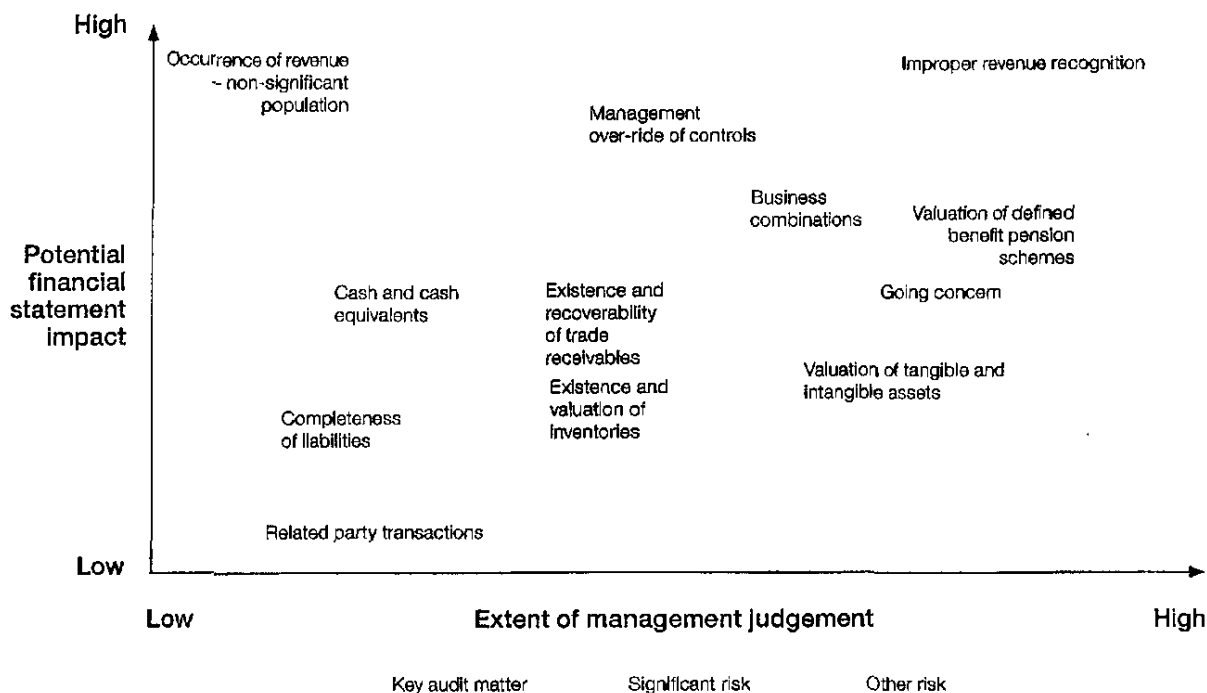 High
Occurrence of revenue
- non-significant
population
Improper revenue recognition
Management
over-ride of controls
Business
combinations
Valuation of defined
benefit pension
schemes
Potential
financial
statement
impact
Cash and cash
equivalents
Existence and
recoverability
of trade
receivables
Going concern
Valuation of tangible and
intangible assets
Existence and
valuation of
inventories
Completeness
of liabilities
Related party transactions
Low
Low
Extent of management judgement
High
Key audit matter
Significant risk
Other risk